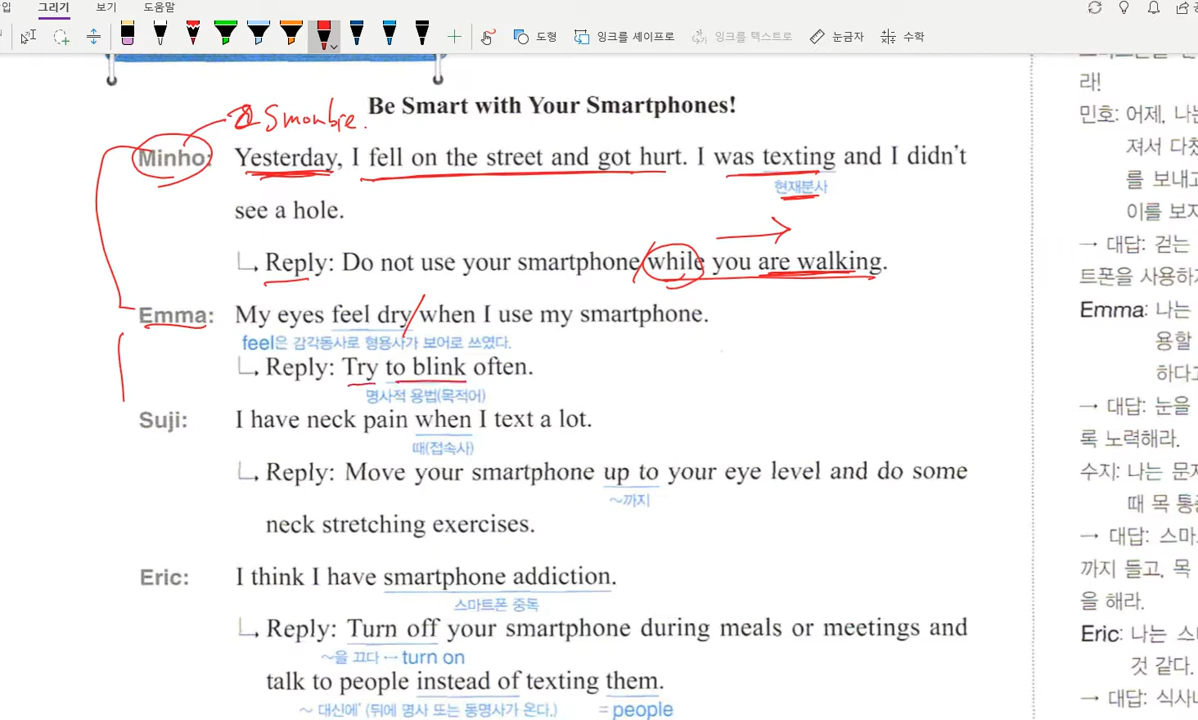 입 그리기 보기 도움말
도형 잉크를 셰이프로 잉크를 텍스트로 눈금자 수학
Be Smart with Your Smartphones!
Smombie.
Minho: Yesterday, I fell on the street and got hurt. I was texting and I didn't
현재분사
see a hole.
Reply: Do not use your smartphone while you are walking.
Emma: My eyes feel dry when I use my smartphone.
feel은 감각동사로 형용사가 보어로 쓰였다.
Reply: Try to blink often.
명사적 용법(목적어)
Suji: I have neck pain when I text a lot.
때(접속사)
Reply: Move your smartphone up to your eye level and do some
~까지
neck stretching exercises.
Eric: I think I have smartphone addiction.
스마트폰 중독
Reply: Turn off your smartphone during meals or meetings and
~을 끄다 ↔ turn on
talk to people instead of texting them.
~ 대신에' (뒤에 명사 또는 동명사가 온다.) = people
라!
민호: 어제, 나는
져서 다쳤
를 보내고
이를 보지
→ 대답: 걷는
트폰을 사용하지
Emma: 나는
용할
하다고
→ 대답: 눈을
록 노력해라.
수지: 나는 문자
때 목 통증
→ 대답: 스마
까지 들고, 목
을 해라.
Eric: 나는 스마
것 같다.
→ 대답: 식사나